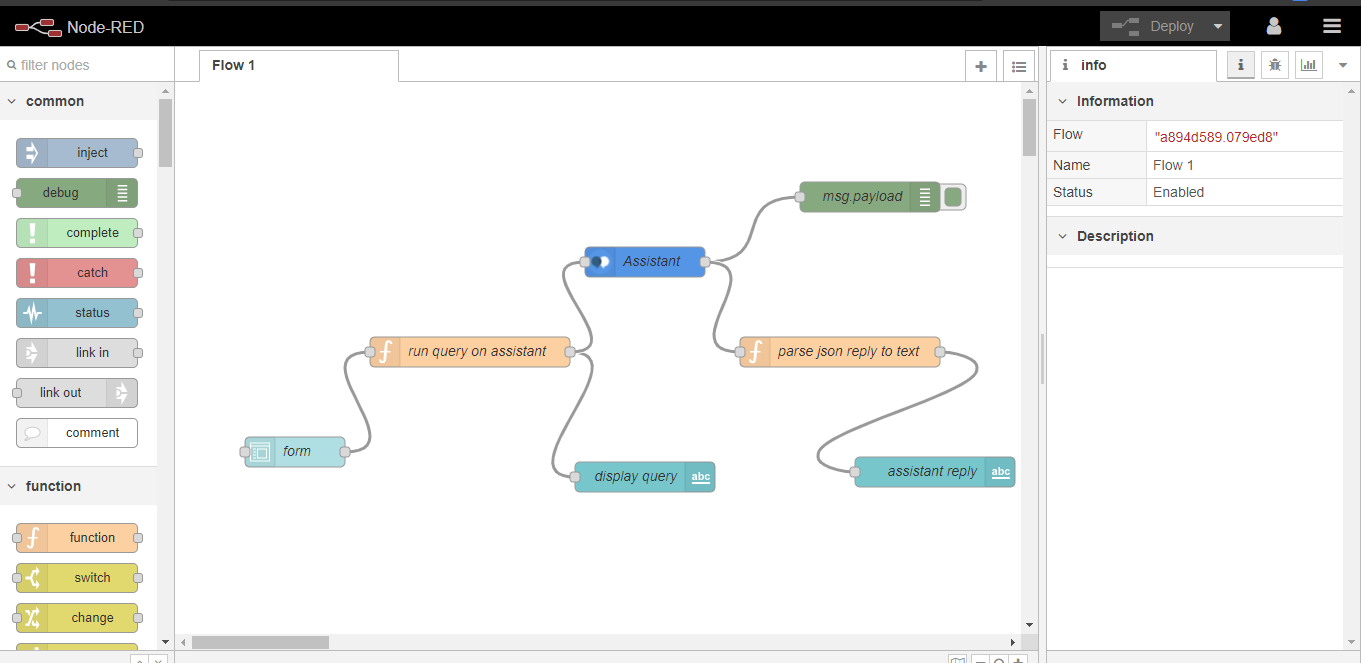 Node-RED
Deploy
filter nodes
Flow 1
info
common
inject
debug
complete
catch
status
link in
link out
comment
function
function
switch
change
msg.payload
Assistant
run query on assistant
parse json reply to text
form
display query
abc
assistant reply
abc
Information
Flow "a894d589.079ed8"
Name Flow 1
Status Enabled
Description